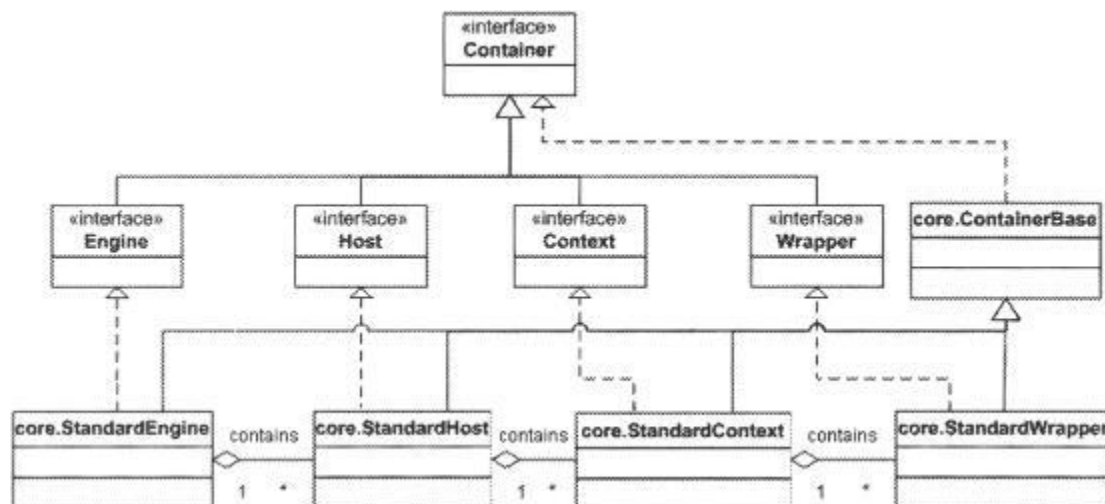 «interface»
Container
«interface»
Engine
«interface»
Host
«interface»
Context
«interface»
Wrapper
core.ContainerBase
core.StandardEngine
contains
1 *
core.StandardHost
contains
1 *
core.StandardContext
contains
1 *
core.StandardWrapper